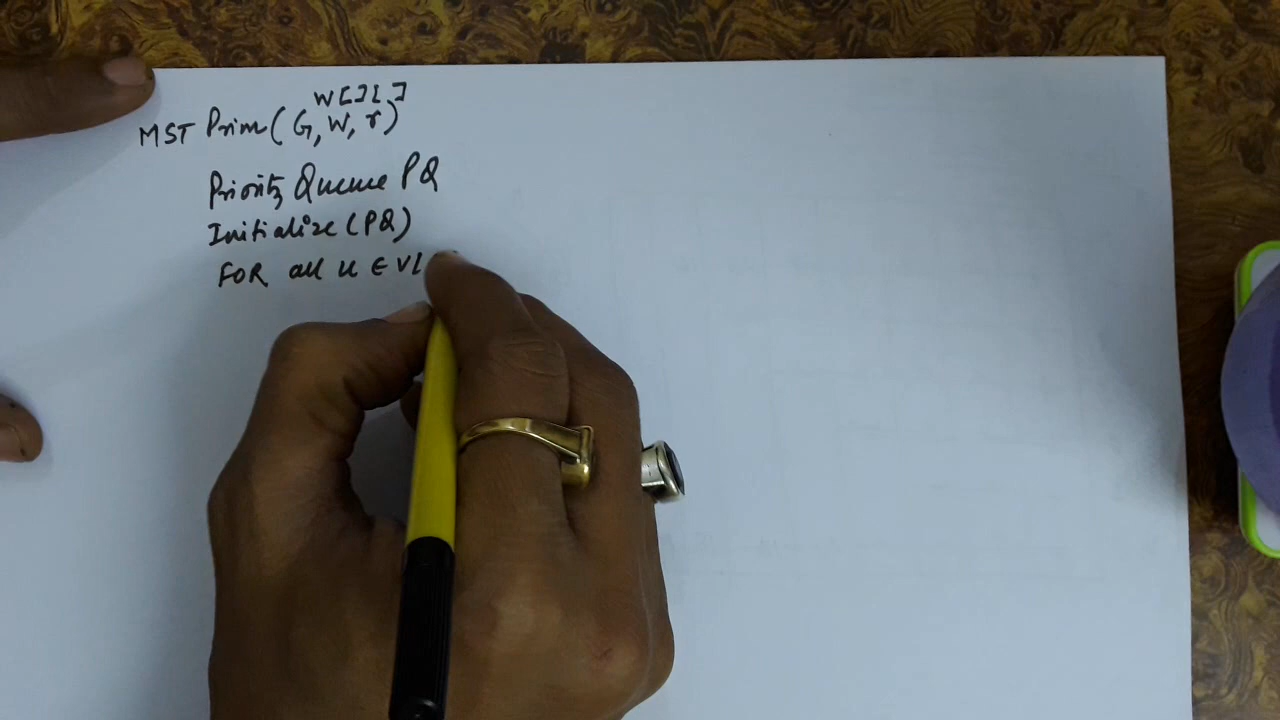 W[][]
MST Prim(G,W,r)
Priority Queue PQ
Initialize(PQ)
FOR all u ∈ V[